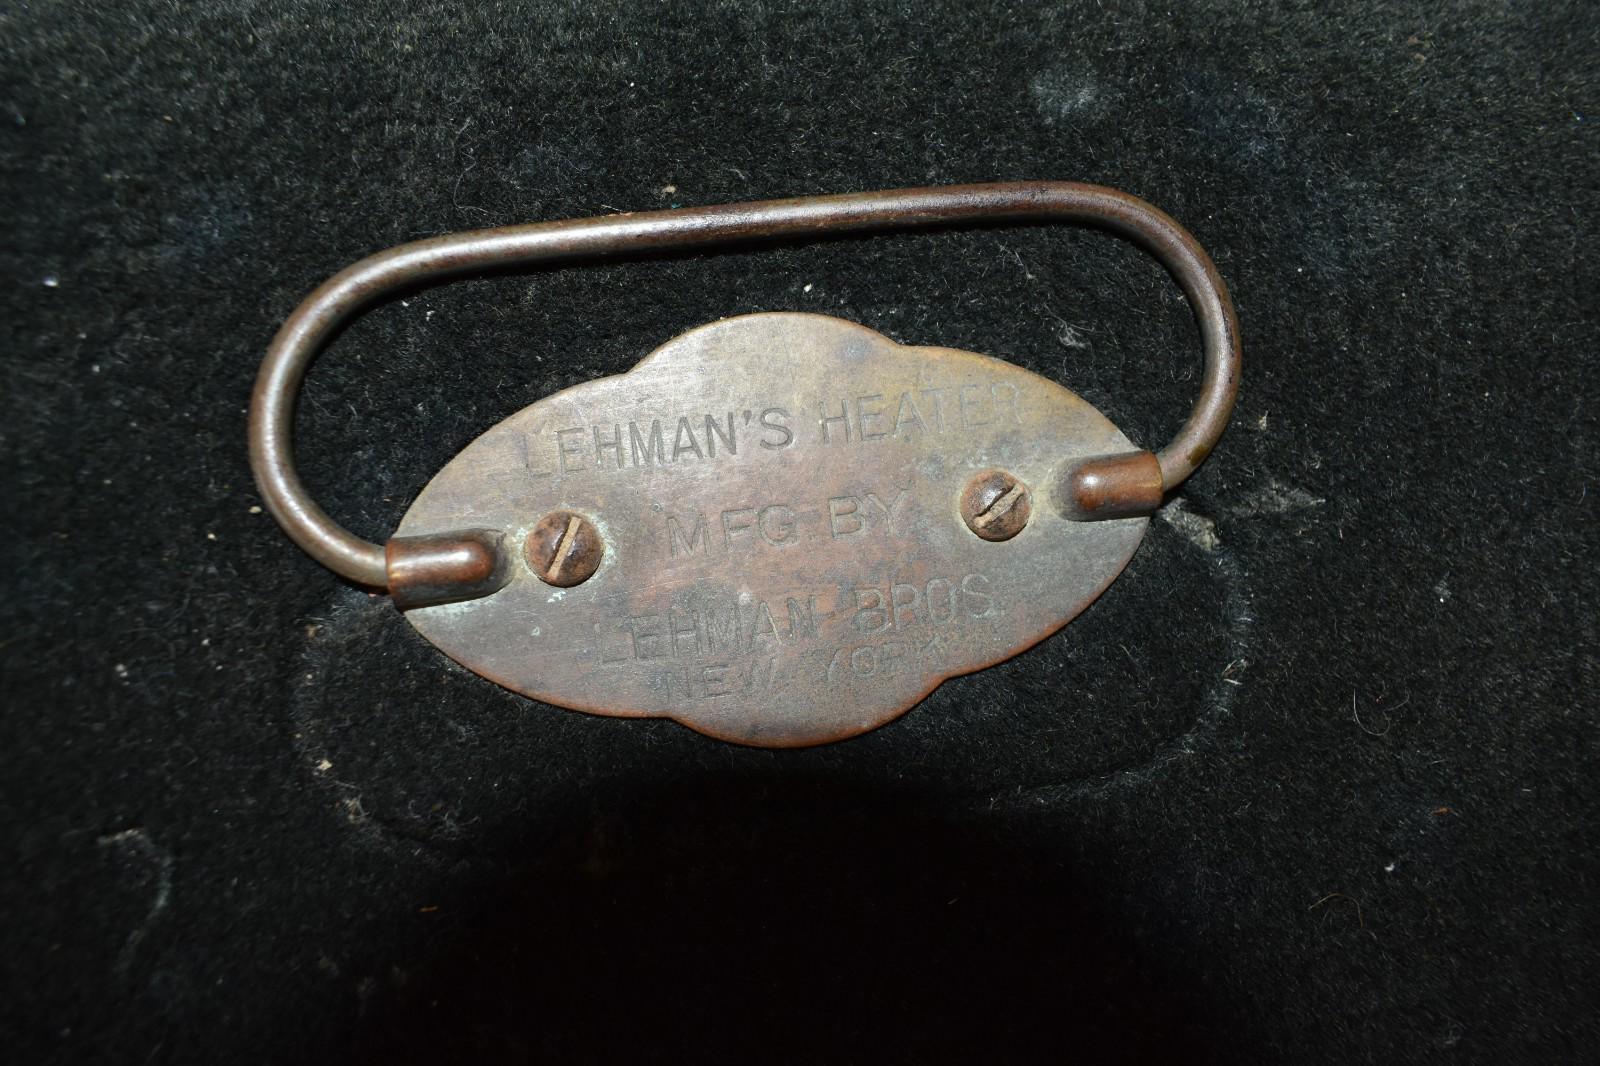 LEHMAN'S HEATER
MFG. BY
LEHMAN BROS.
NEW YORK